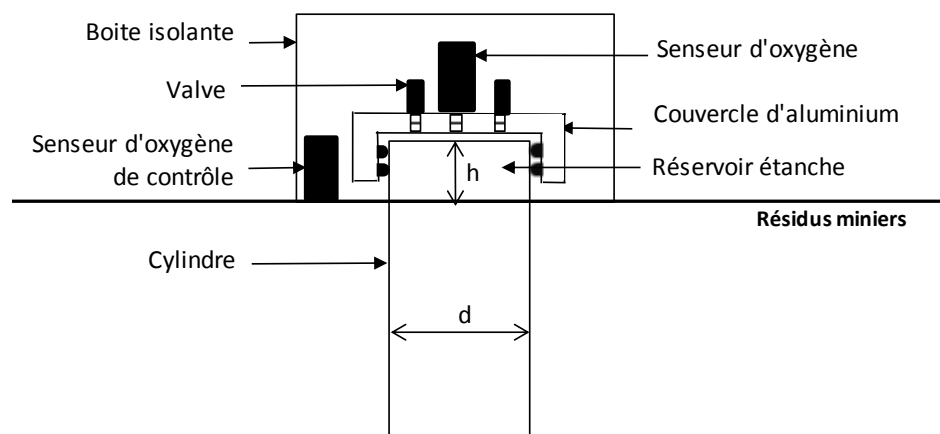 Boite isolante
Senseur d'oxygène
Valve
Couvercle d'aluminium
Senseur d'oxygène
de contrôle
h
Réservoir étanche
Résidus miniers
Cylindre
d